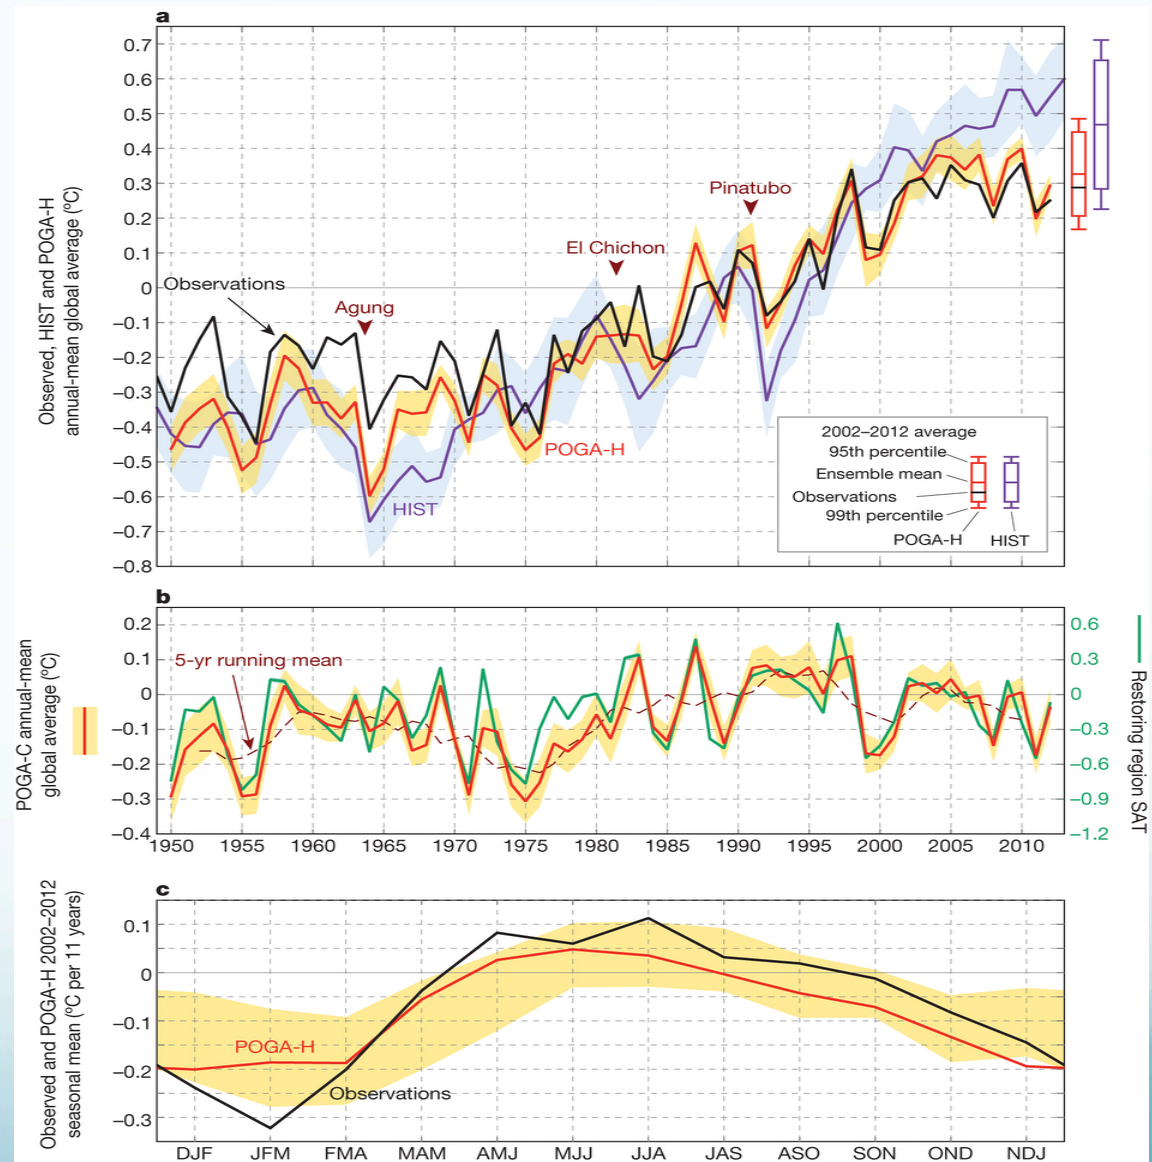 a
Observed, HIST and POGA-H
annual-mean global average (ºC)
0.7
0.6
0.5
0.4
0.3
0.2
0.1
0
−0.1
−0.2
−0.3
−0.4
−0.5
−0.6
−0.7
−0.8
Observations
Agung
El Chichon
Pinatubo
POGA-H
HIST
2002–2012 average
95th percentile
Ensemble mean
Observations
99th percentile
POGA-H
HIST
b
POGA-C annual-mean
global average (ºC)
0.2
0.1
0
−0.1
−0.2
−0.3
−0.4
5-yr running mean
0.6
0.3
0
−0.3
−0.6
−0.9
−1.2
Restoring region SAT
1950 1955 1960 1965 1970 1975 1980 1985 1990 1995 2000 2005 2010
c
Observed and POGA-H 2002–2012
seasonal mean (ºC per 11 years)
0.1
0
−0.1
−0.2
−0.3
POGA-H
Observations
DJF JFM FMA MAM AMJ MJJ JJA JAS ASO SON OND NDJ